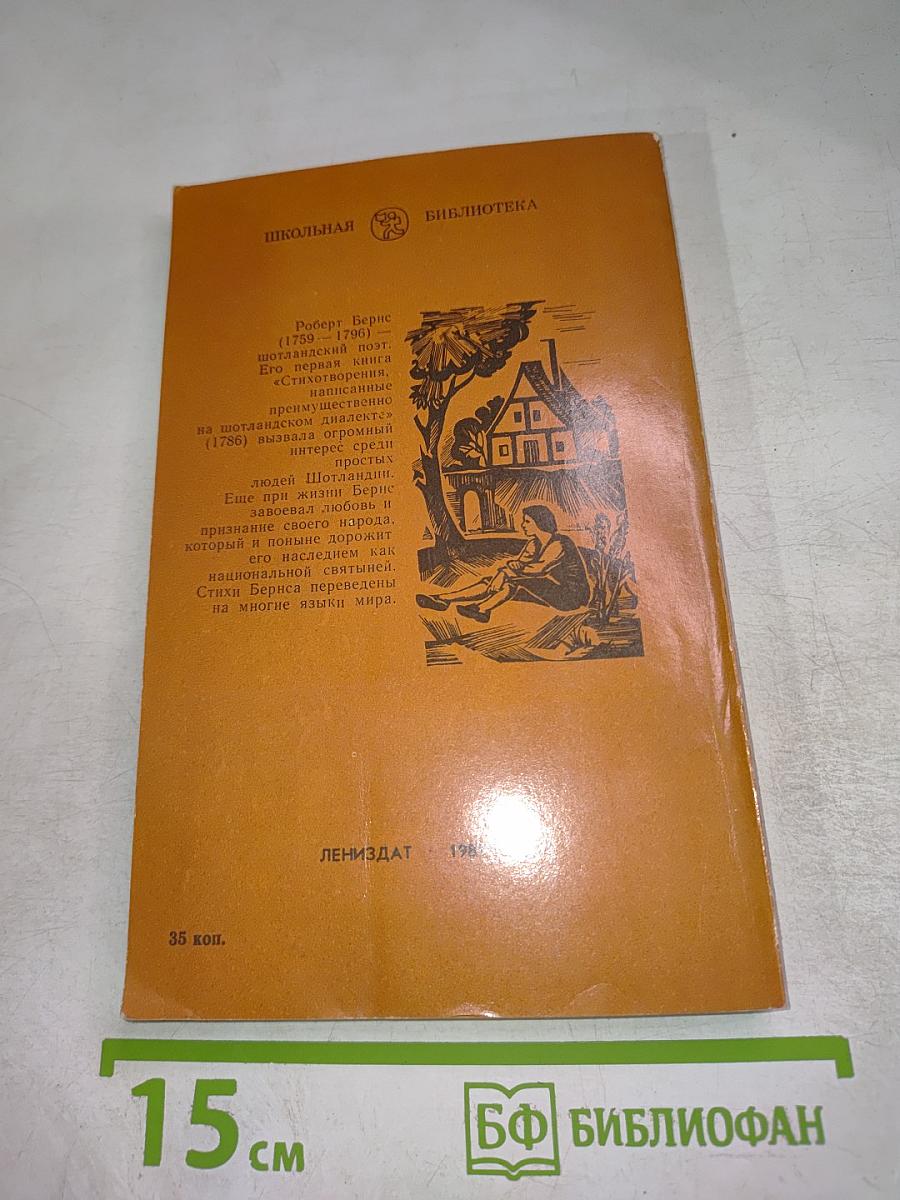 ШКОЛЬНАЯ БИБЛИОТЕКА
Роберт Бернс
(1759 — 1796) —
шотландский поэт.
Его первая книга
«Стихотворения,
написанные
преимущественно
на шотландском диалекте»
(1786) вызвала огромный
интерес среди
простых
людей Шотландии.
Еще при жизни Бернс
завоевал любовь и
признание своего народа,
который и поныне дорожит
его наследием как
национальной святыней.
Стихи Бернса переведены
на многие языки мира.
ЛЕНИЗДАТ
35 коп.
15 см
БФ БИБЛИОФАН